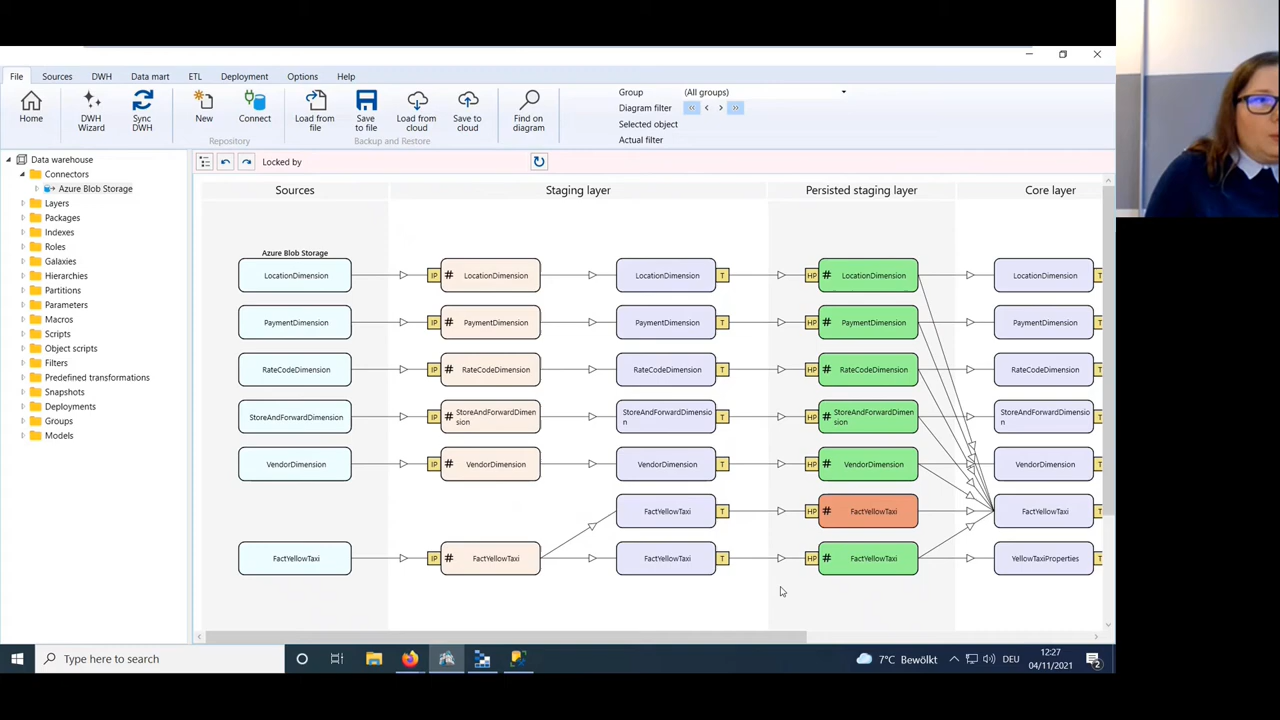 File Sources DWH Data mart ETL Deployment Options Help
Home
DWH
Wizard
Sync
DWH
New
Connect
Repository
Load from
file
Save
to file
Load from
cloud
Save to
cloud
Backup and Restore
Find on
diagram
Group (All groups)
Diagram filter
Selected object
Actual filter
Data warehouse
Connectors
Azure Blob Storage
Layers
Packages
Indexes
Roles
Galaxies
Hierarchies
Partitions
Parameters
Macros
Scripts
Object scripts
Filters
Predefined transformations
Snapshots
Deployments
Groups
Models
Locked by
Sources Staging layer Persisted staging layer Core layer
Azure Blob Storage
LocationDimension IP # LocationDimension LocationDimension T HP # LocationDimension LocationDimension T
PaymentDimension IP # PaymentDimension PaymentDimension T HP # PaymentDimension PaymentDimension T
RateCodeDimension IP # RateCodeDimension RateCodeDimension T HP # RateCodeDimension RateCodeDimension T
StoreAndForwardDimension IP # StoreAndForwardDimen StoreAndForwardDimensio T HP # StoreAndForwardDimen StoreAndForwardDimensio T
sion n sion n
VendorDimension IP # VendorDimension VendorDimension T HP # VendorDimension VendorDimension T
FactYellowTaxi T HP # FactYellowTaxi FactYellowTaxi T
FactYellowTaxi IP # FactYellowTaxi FactYellowTaxi T HP # FactYellowTaxi YellowTaxiProperties T
Type here to search
7°C Bewölkt
DEU
12:27
04/11/2021
2